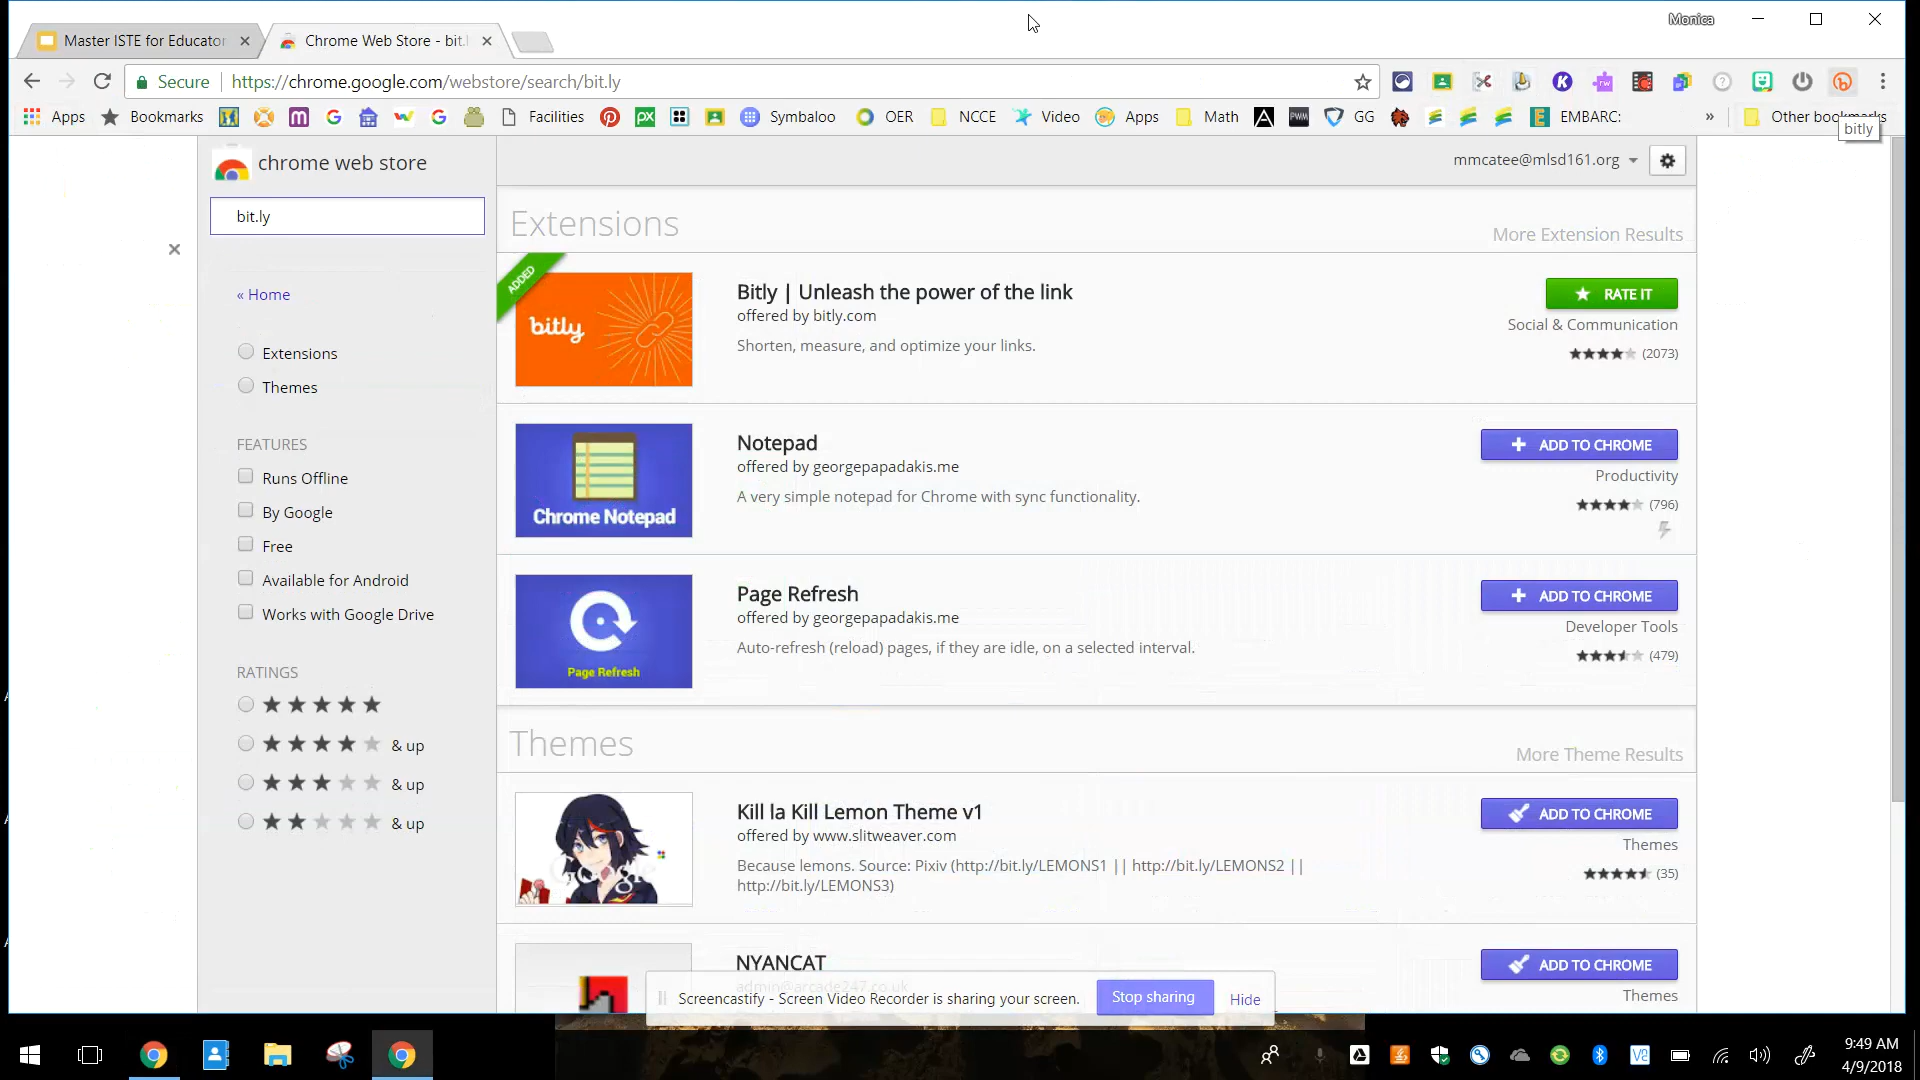 Monica
Master ISTE for Educator
Chrome Web Store - bit.l
Secure
https://chrome.google.com/webstore/search/bit.ly
Apps
Bookmarks
Facilities
Symbaloo
OER
NCCE
Video
Apps
Math
PWM
GG
EMBARC:
»
Other bookmarks
bitly
chrome web store
mmcatee@mlsd161.org
bit.ly
Extensions
More Extension Results
« Home
Extensions
Themes
FEATURES
Runs Offline
By Google
Free
Available for Android
Works with Google Drive
RATINGS
& up
& up
& up
ADDED
bitly
Bitly | Unleash the power of the link
offered by bitly.com
Shorten, measure, and optimize your links.
RATE IT
Social & Communication
(2073)
Chrome Notepad
Notepad
offered by georgepapadakis.me
A very simple notepad for Chrome with sync functionality.
ADD TO CHROME
Productivity
(796)
Page Refresh
Page Refresh
offered by georgepapadakis.me
Auto-refresh (reload) pages, if they are idle, on a selected interval.
ADD TO CHROME
Developer Tools
(479)
Themes
More Theme Results
Google
Kill la Kill Lemon Theme v1
offered by www.slitweaver.com
Because lemons. Source: Pixiv (http://bit.ly/LEMONS1 || http://bit.ly/LEMONS2 ||
http://bit.ly/LEMONS3)
ADD TO CHROME
Themes
(35)
NYANCAT
admin@arcade247.co.uk
ADD TO CHROME
Themes
Screencastify - Screen Video Recorder is sharing your screen.
Stop sharing
Hide
9:49 AM
4/9/2018